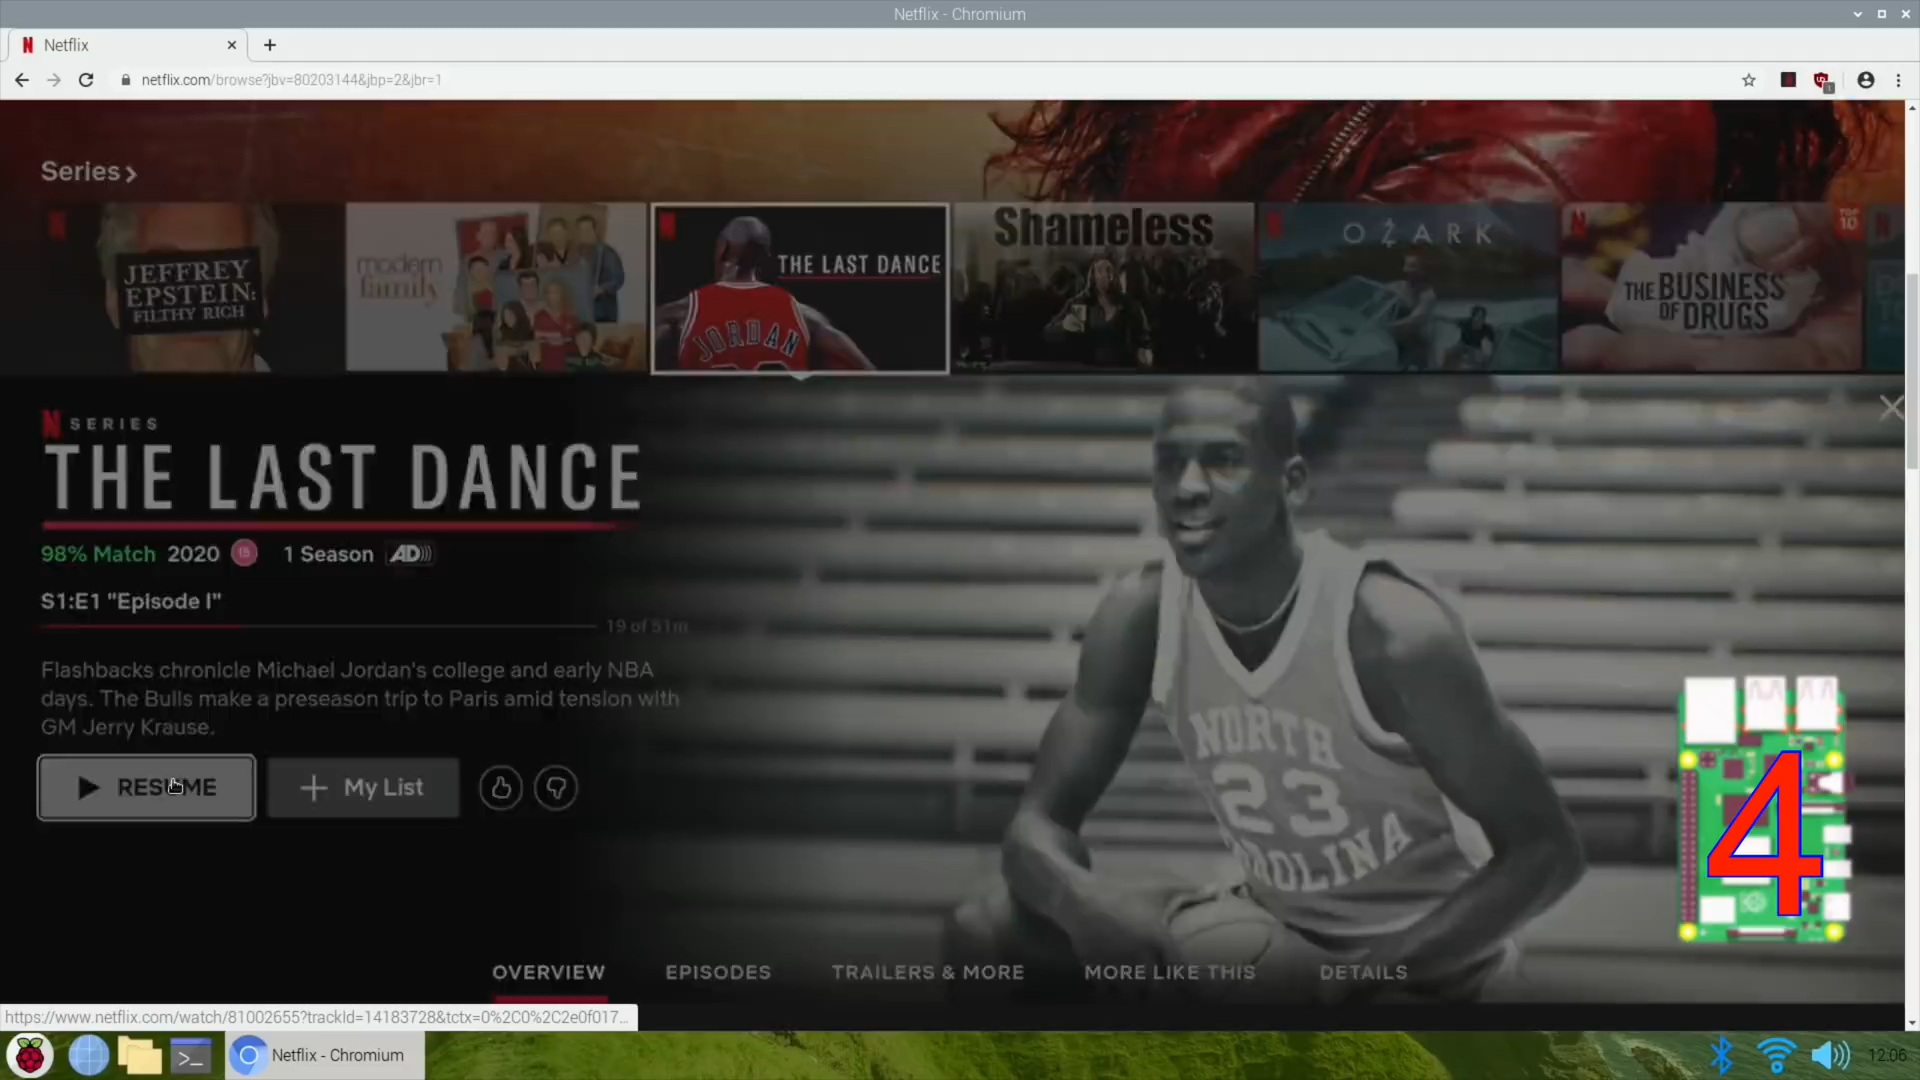 Netflix - Chromium
Netflix
netflix.com/browse?jbv=80203144&jbp=2&jbr=1
Series
JEFFREY
EPSTEIN:
FILTHY RICH
modern
family
THE LAST DANCE
JORDAN
Shameless
OZARK
THE BUSINESS
OF DRUGS
TOP
10
N SERIES
THE LAST DANCE
98% Match 2020 15 1 Season AD)))
S1:E1 "Episode I"
19 of 51m
Flashbacks chronicle Michael Jordan's college and early NBA
days. The Bulls make a preseason trip to Paris amid tension with
GM Jerry Krause.
RESUME
My List
NORTH
23
CAROLINA
4
OVERVIEW EPISODES TRAILERS & MORE MORE LIKE THIS DETAILS
https://www.netflix.com/watch/81002655?trackId=14183728&tctx=0%2C0%2C2e0f017...
Netflix - Chromium
12:06